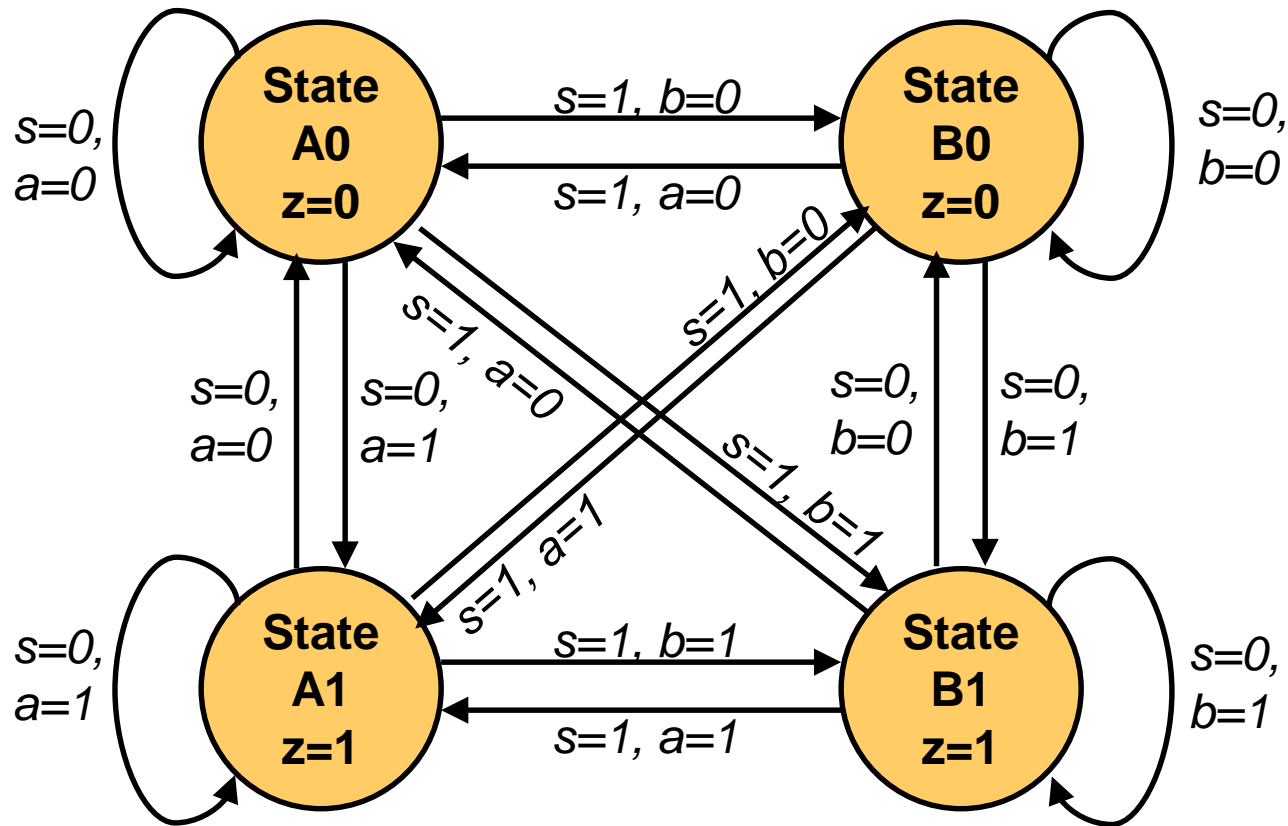 State
A0
z=0
State
B0
z=0
s=0,
a=0
s=1, b=0
s=1, a=0
s=0,
b=0
s=1, b=0
s=1, a=0
s=0,
a=0
s=0,
a=1
s=0,
b=0
s=0,
b=1
s=1, b=1
s=1, a=1
State
A1
z=1
State
B1
z=1
s=0,
a=1
s=1, b=1
s=1, a=1
s=0,
b=1